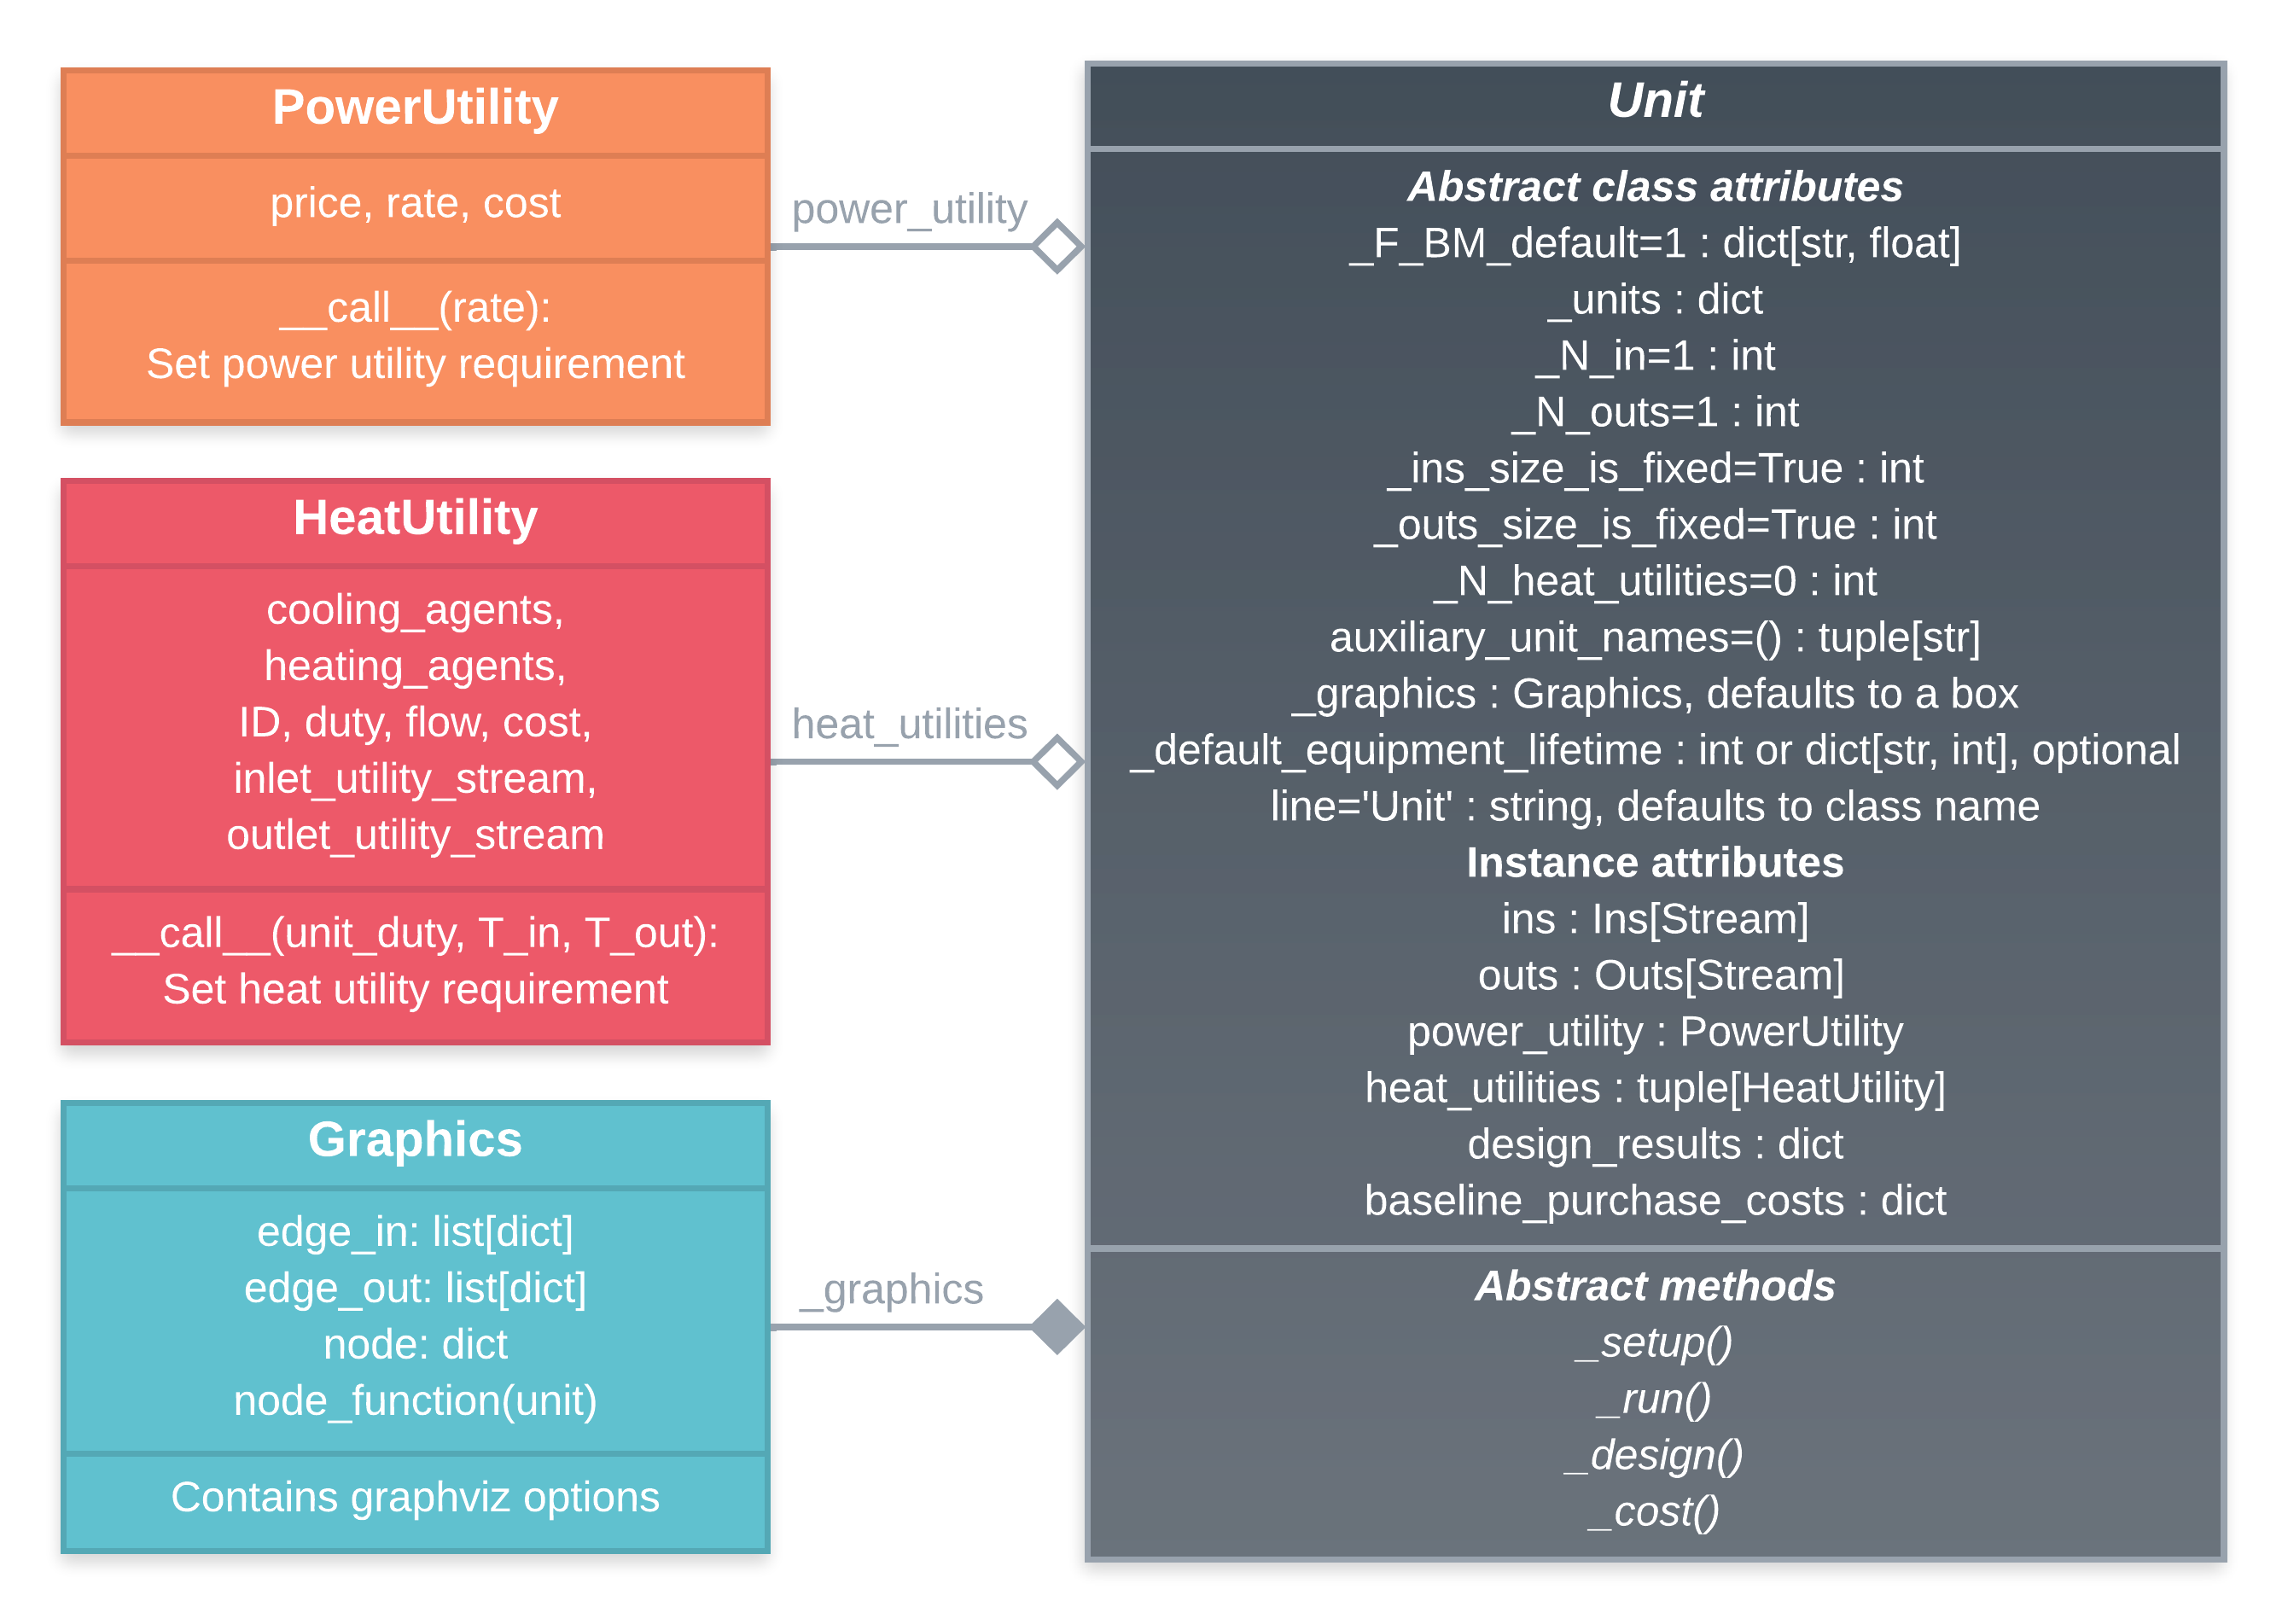 PowerUtility
price, rate, cost
__call__(rate):
Set power utility requirement
power_utility
HeatUtility
cooling_agents,
heating_agents,
ID, duty, flow, cost,
inlet_utility_stream,
outlet_utility_stream
__call__(unit_duty, T_in, T_out):
Set heat utility requirement
heat_utilities
Graphics
edge_in: list[dict]
edge_out: list[dict]
node: dict
node_function(unit)
Contains graphviz options
_graphics
Unit
Abstract class attributes
_F_BM_default=1 : dict[str, float]
_units : dict
_N_in=1 : int
_N_outs=1 : int
_ins_size_is_fixed=True : int
_outs_size_is_fixed=True : int
_N_heat_utilities=0 : int
auxiliary_unit_names=() : tuple[str]
_graphics : Graphics, defaults to a box
_default_equipment_lifetime : int or dict[str, int], optional
line='Unit' : string, defaults to class name
Instance attributes
ins : Ins[Stream]
outs : Outs[Stream]
power_utility : PowerUtility
heat_utilities : tuple[HeatUtility]
design_results : dict
baseline_purchase_costs : dict
Abstract methods
_setup()
_run()
_design()
_cost()